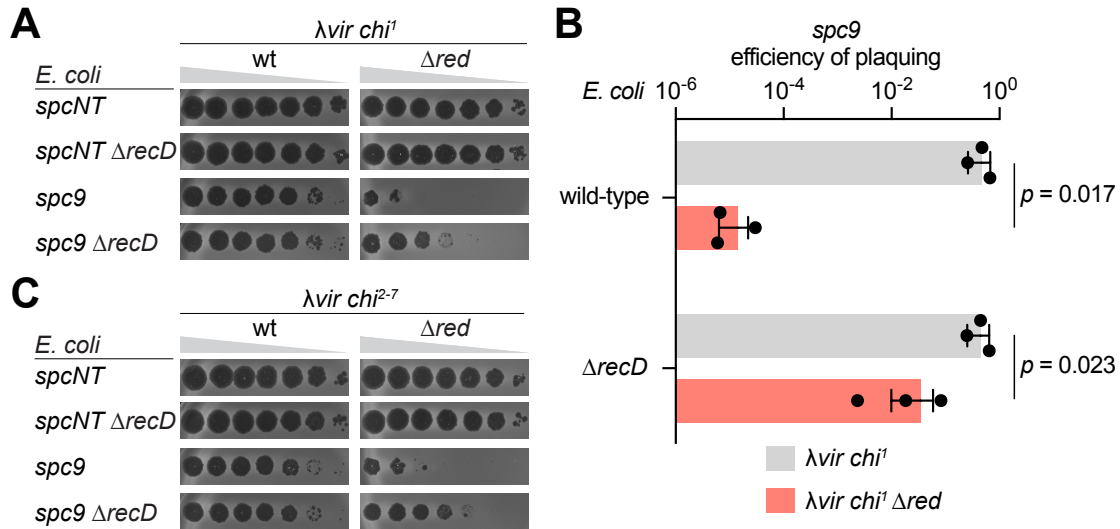 A
λvir chi¹
wt Δred
E. coli
spcNT
spcNT ΔrecD
spc9
spc9 ΔrecD
B
spc9
efficiency of plaquing
E. coli 10⁻⁶ 10⁻⁴ 10⁻² 10⁰
wild-type
p = 0.017
ΔrecD
p = 0.023
λvir chi¹
λvir chi¹ Δred
C
λvir chi²⁻⁷
wt Δred
E. coli
spcNT
spcNT ΔrecD
spc9
spc9 ΔrecD